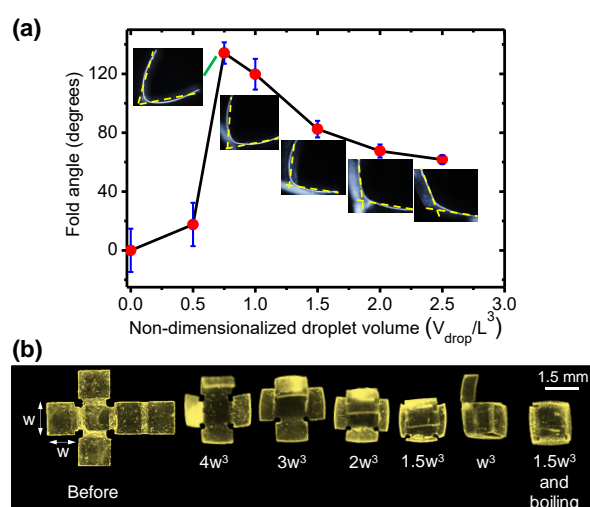 (a)
120
80
40
0
Fold angle (degrees)
0.0 0.5 1.0 1.5 2.0 2.5 3.0
Non-dimensionalized droplet volume (V_drop/L³)
(b)
1.5 mm
w
w
Before
4w³
3w³
2w³
1.5w³
w³
1.5w³
and
boiling